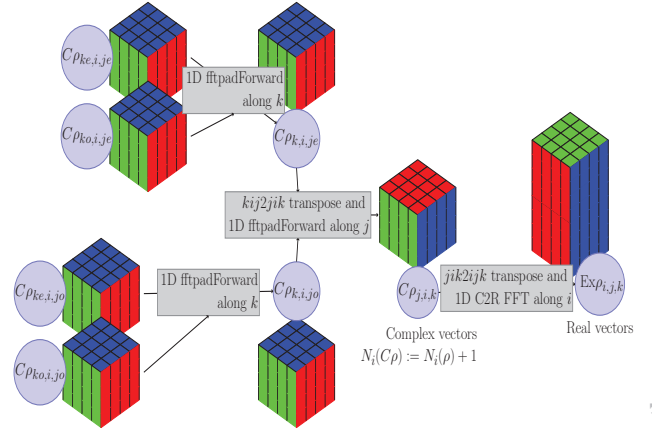 Cρ_{ke,i,je}
1D fftpadForward
along k
Cρ_{ko,i,je}
Cρ_{k,i,je}
kij2jik transpose and
1D fftpadForward along j
Cρ_{ke,i,jo}
1D fftpadForward
along k
Cρ_{k,i,jo}
Cρ_{j,i,k}
jik2ijk transpose and
1D C2R FFT along i
Exρ_{i,j,k}
Complex vectors
N_i(Cρ) := N_i(ρ) + 1
Real vectors
Cρ_{ko,i,jo}